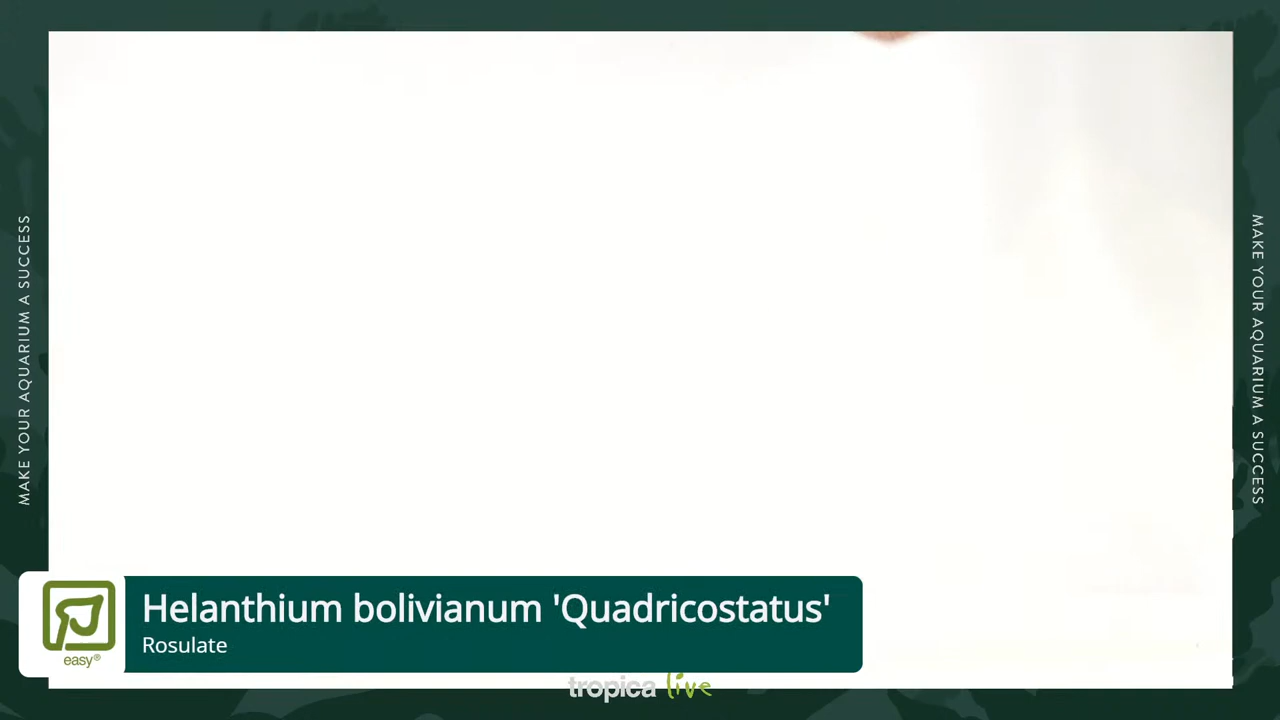 MAKE YOUR AQUARIUM A SUCCESS
MAKE YOUR AQUARIUM A SUCCESS
Helanthium bolivianum 'Quadricostatus'
Rosulate
easy®
tropica live